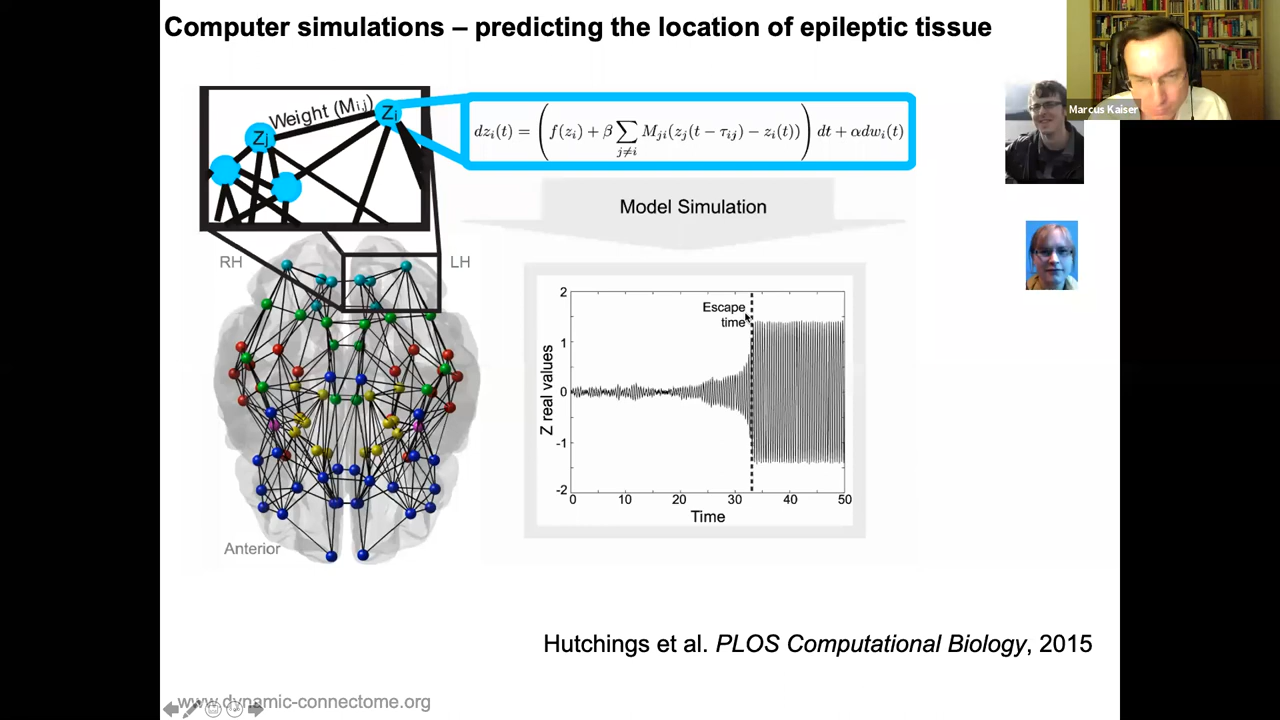 Computer simulations – predicting the location of epileptic tissue
Marcus Kaiser
Weight (Mi,j)
Zi
Zj
dzi(t) = ( f(zi) + β ∑ j≠i Mji(zj(t − τij) − zi(t)) ) dt + αdwi(t)
Model Simulation
RH
LH
Anterior
Escape
time
Z real values
2
1
0
-1
-2
0 10 20 30 40 50
Time
Hutchings et al. PLOS Computational Biology, 2015
www.dynamic-connectome.org